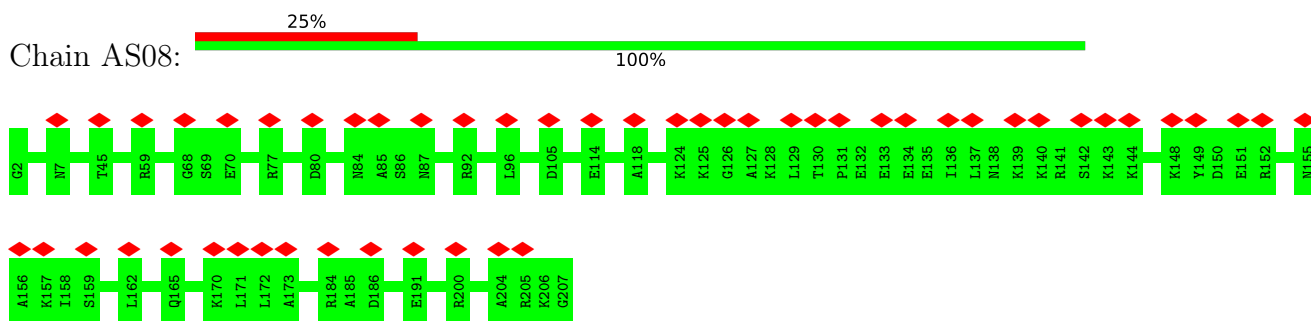 25%
Chain AS08:
100%
G2 N7 T45 R59 G68 S69 E70 R77 D80 N84 A85 S86 N87 R92 L96 D105 E114 A118 K124 K125 G126 A127 K128 L129 T130 P131 E132 E133 E134 E135 I136 L137 N138 K139 K140 R141 S142 K143 K144 K148 Y149 D150 E151 R152 N155
A156 K157 I158 S159 L162 Q165 K170 L171 L172 A173 R184 A185 D186 E191 R200 A204 R205 K206 G207